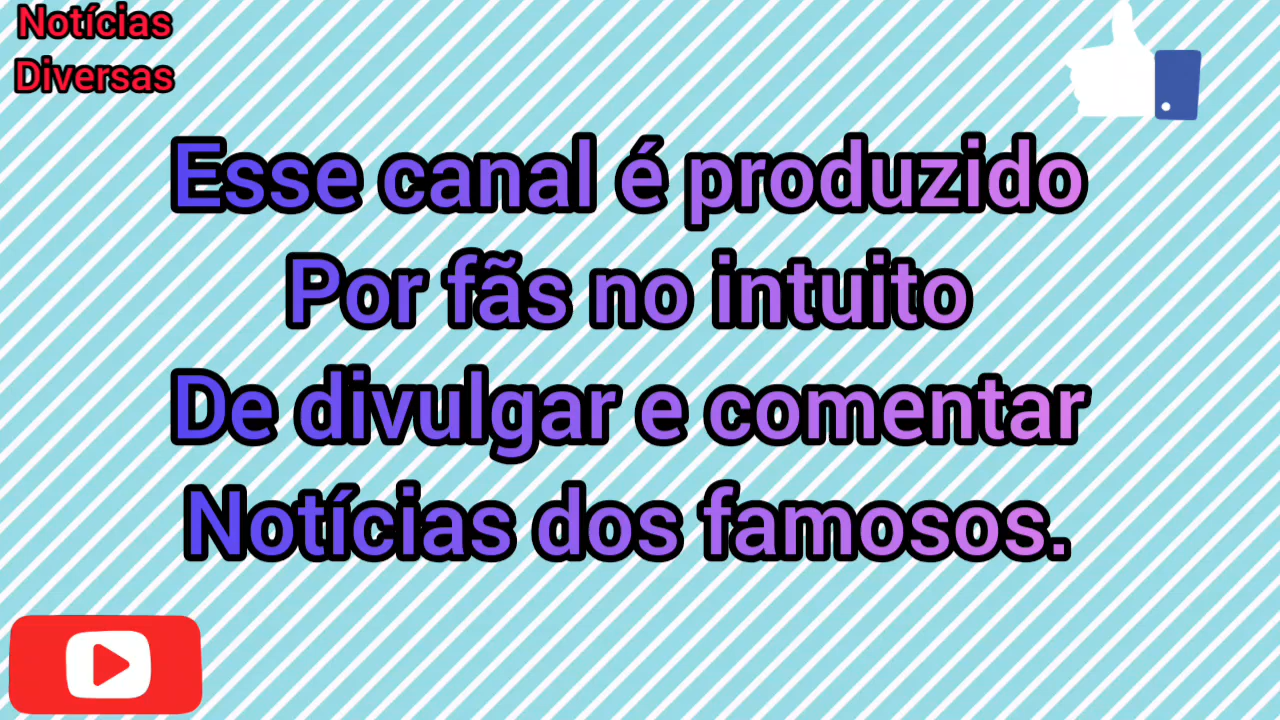 Notícias
Diversas
Esse canal é produzido
Por fãs no intuito
De divulgar e comentar
Notícias dos famosos.